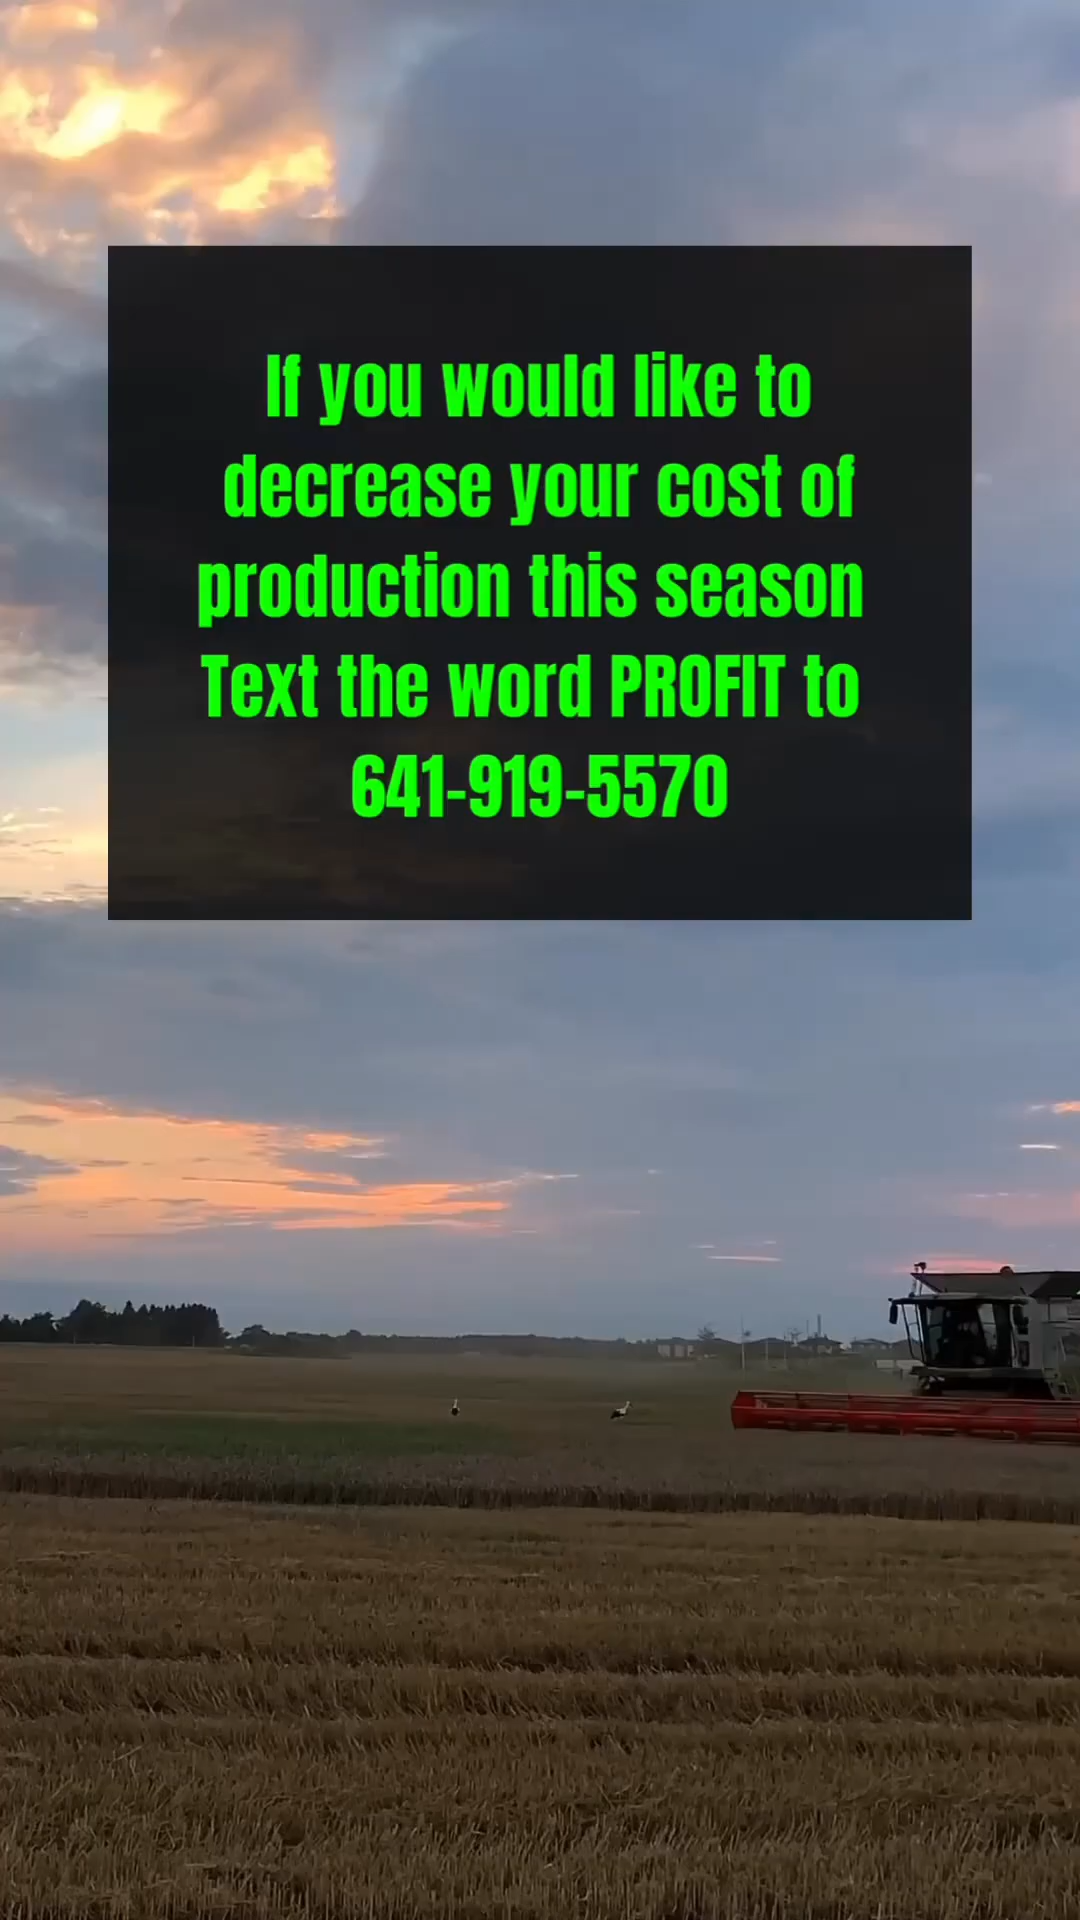 If you would like to
decrease your cost of
production this season
Text the word PROFIT to
641-919-5570